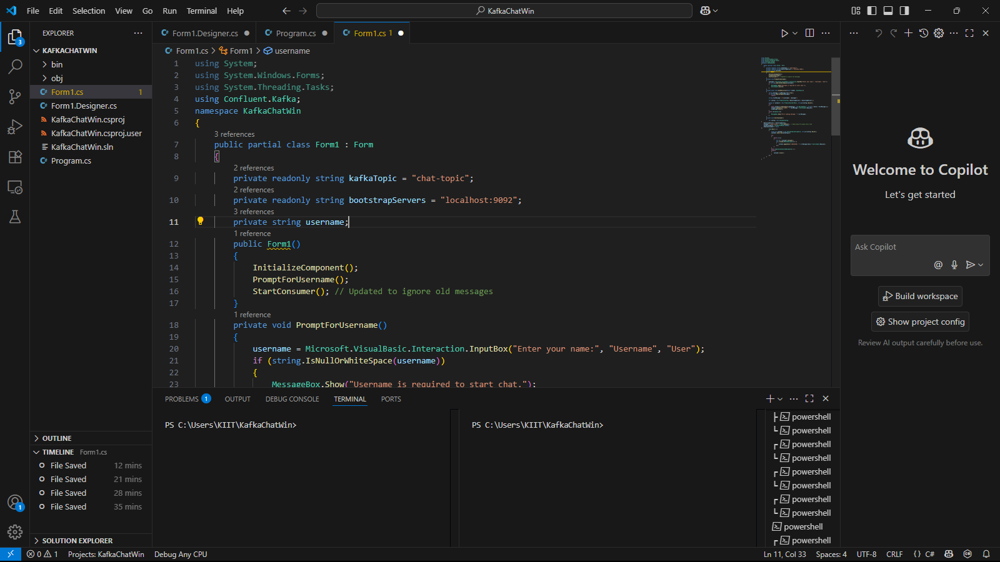 File Edit Selection View Go Run Terminal Help
KafkaChatWin
EXPLORER
KAFKACHATWIN
bin
obj
Form1.cs 1
Form1.Designer.cs
KafkaChatWin.csproj
KafkaChatWin.csproj.user
KafkaChatWin.sln
Program.cs
3
OUTLINE
TIMELINE Form1.cs
File Saved 12 mins
File Saved 21 mins
File Saved 28 mins
File Saved 35 mins
1
SOLUTION EXPLORER
Form1.Designer.cs Program.cs Form1.cs 1
Form1.cs > Form1 > username
1 using System;
2 using System.Windows.Forms;
3 using System.Threading.Tasks;
4 using Confluent.Kafka;
5 namespace KafkaChatWin
6 {
3 references
7 public partial class Form1 : Form
8 {
2 references
9 private readonly string kafkaTopic = "chat-topic";
2 references
10 private readonly string bootstrapServers = "localhost:9092";
3 references
11 private string username;
1 reference
12 public Form1()
13 {
14 InitializeComponent();
15 PromptForUsername();
16 StartConsumer(); // Updated to ignore old messages
17 }
1 reference
18 private void PromptForUsername()
19 {
20 username = Microsoft.VisualBasic.Interaction.InputBox("Enter your name:", "Username", "User");
21 if (string.IsNullOrWhiteSpace(username))
22 {
23 MessageBox.Show("Username is required to start chat.");
PROBLEMS 1 OUTPUT DEBUG CONSOLE TERMINAL PORTS
PS C:\Users\KIIT\KafkaChatWin>
PS C:\Users\KIIT\KafkaChatWin>
powershell
powershell
powershell
powershell
powershell
powershell
powershell
powershell
powershell
powershell
Welcome to Copilot
Let's get started
Ask Copilot
@
Build workspace
Show project config
Review AI output carefully before use.
0 1 Projects: KafkaChatWin Debug Any CPU
Ln 11, Col 33 Spaces: 4 UTF-8 CRLF {} C#